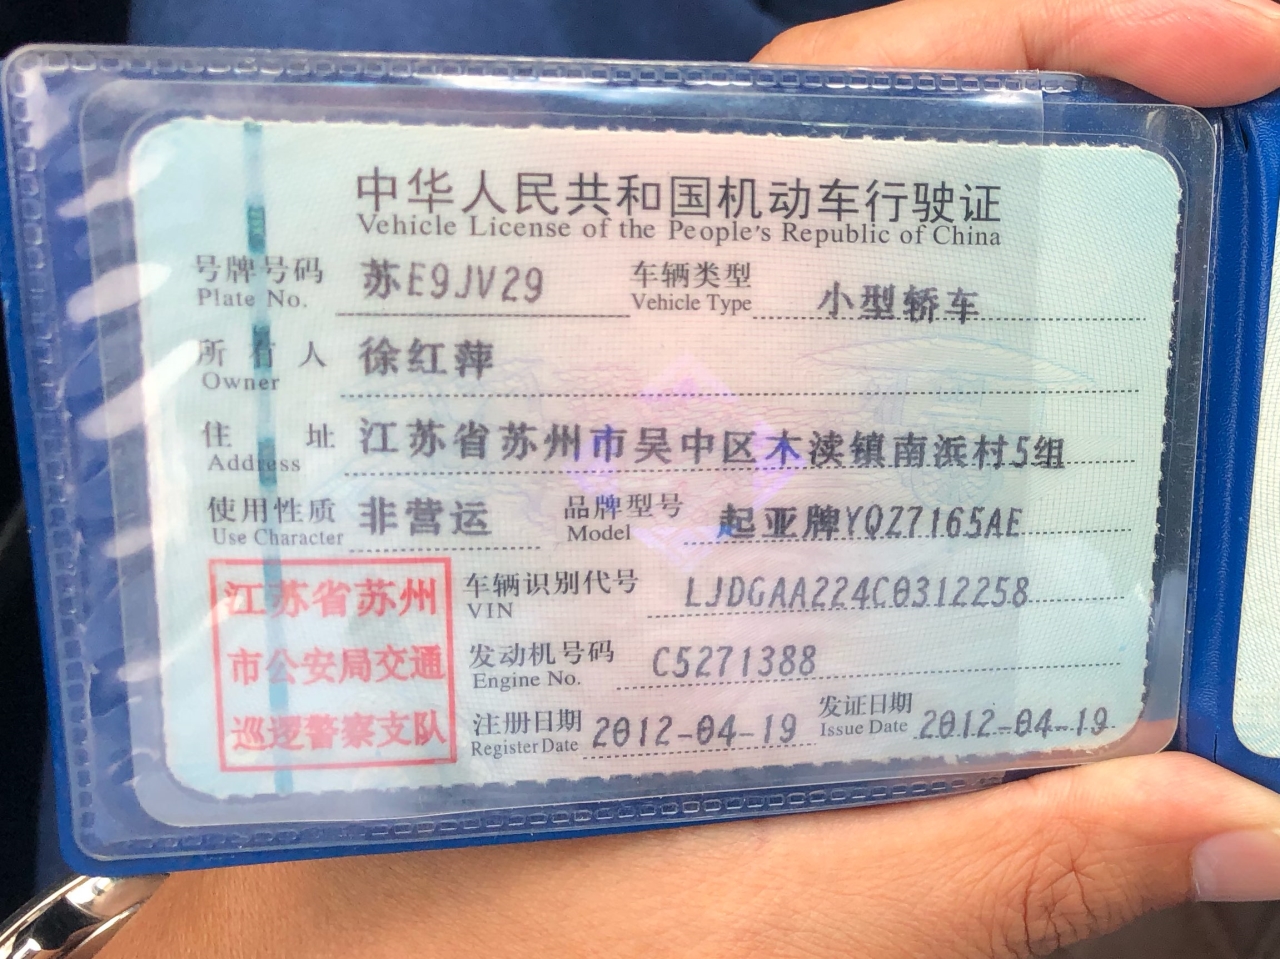 中华人民共和国机动车行驶证
Vehicle License of the People's Republic of China
号牌号码 苏E9JV29 车辆类型 小型轿车
Plate No. Vehicle Type
所有人 徐红萍
Owner
住址 江苏省苏州市吴中区木渎镇南浜村5组
Address
使用性质 非营运 品牌型号 起亚牌YQZ7165AE
Use Character Model
江苏省苏州
市公安局交通
巡逻警察支队
车辆识别代号 LJDGAA224C0312258
VIN
发动机号码 C5271388
Engine No.
注册日期 2012-04-19 发证日期 2012-04-19
Register Date Issue Date